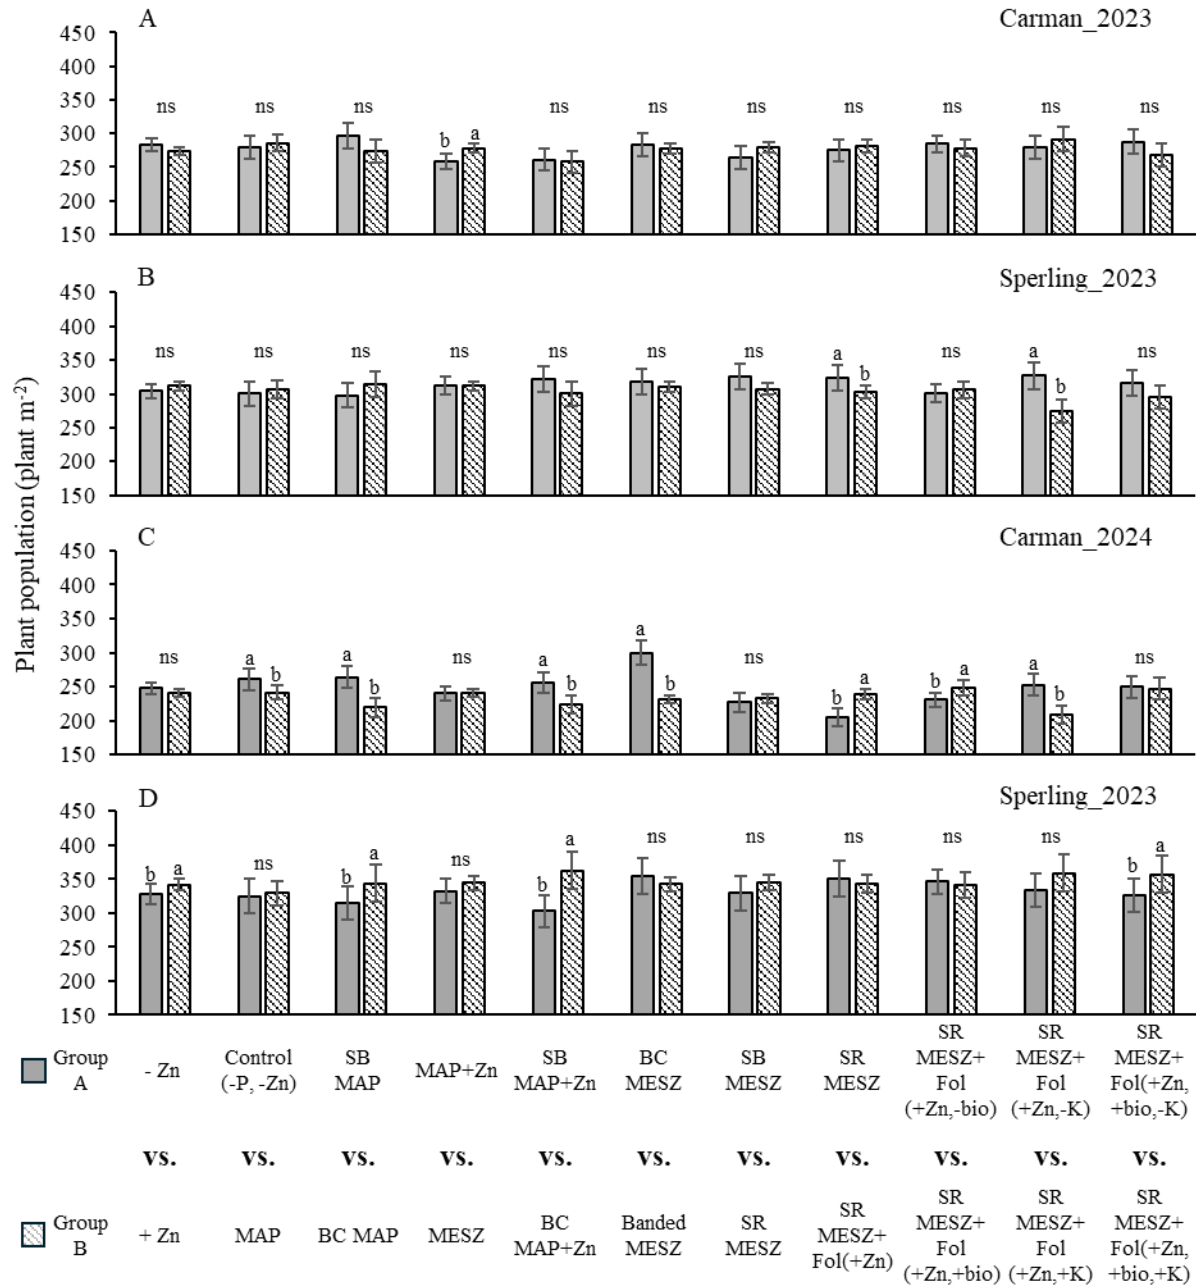 A
Carman_2023
450
400
350
300
250
200
150
ns ns ns b a ns ns ns ns ns ns ns
B
Sperling_2023
450
400
350
300
250
200
150
ns ns ns ns ns ns ns a b ns a b ns
Plant population (plant m-2)
C
Carman_2024
450
400
350
300
250
200
150
ns a b a b ns a b a b ns b a b a a b ns
D
Sperling_2023
450
400
350
300
250
200
150
b a ns b a ns b a ns ns ns ns ns b a
Group
A
- Zn
Control
(-P, -Zn)
SB
MAP
MAP+Zn
SB
MAP+Zn
BC
MESZ
SB
MESZ
SR
MESZ
SR
MESZ+
Fol
(+Zn,-bio)
SR
MESZ+
Fol
(+Zn,-K)
SR
MESZ+
Fol(+Zn,
+bio,-K)
vs. vs. vs. vs. vs. vs. vs. vs. vs. vs. vs.
Group
B
+ Zn
MAP
BC MAP
MESZ
BC
MAP+Zn
Banded
MESZ
SR
MESZ
SR
MESZ+
Fol(+Zn)
SR
MESZ+
Fol
(+Zn,+bio)
SR
MESZ+
Fol
(+Zn,+K)
SR
MESZ+
Fol(+Zn,
+bio,+K)